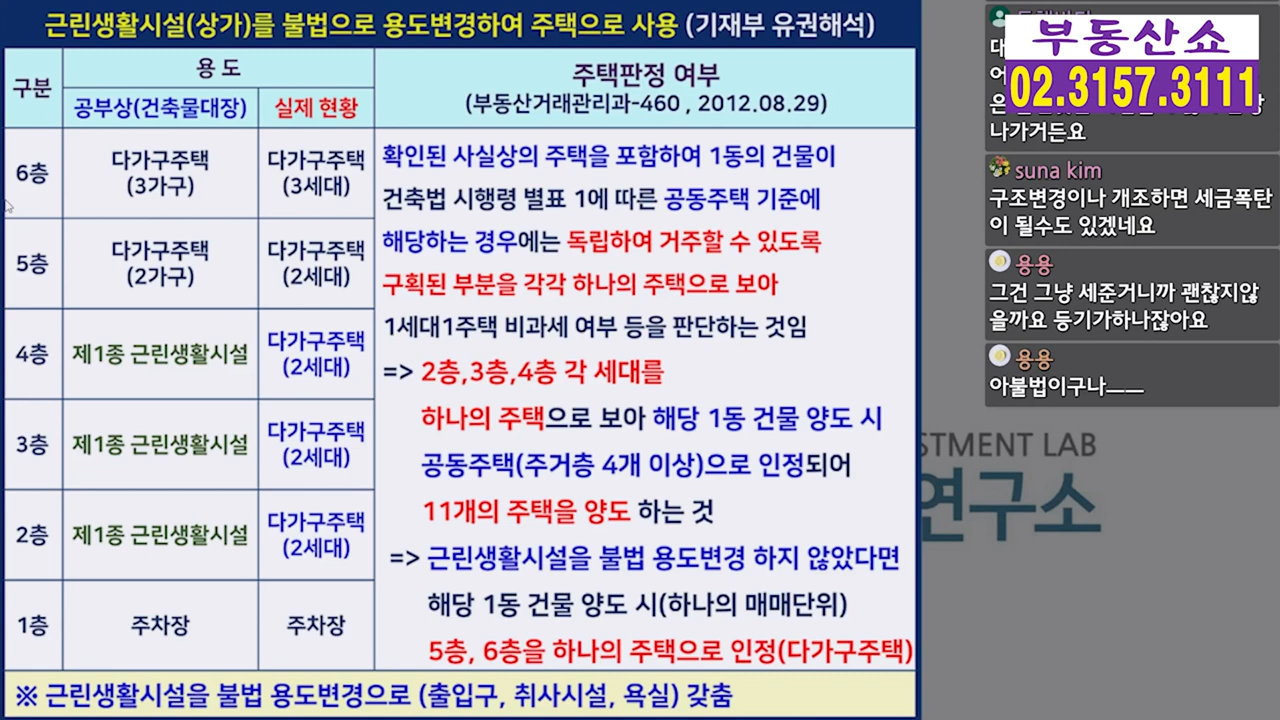 근린생활시설(상가)를 불법으로 용도변경하여 주택으로 사용 (기재부 유권해석)
구분
용 도
주택판정 여부
(부동산거래관리과-460 , 2012.08.29)
공부상(건축물대장)
실제 현황
6층
다가구주택
(3가구)
다가구주택
(3세대)
5층
다가구주택
(2가구)
다가구주택
(2세대)
4층
제1종 근린생활시설
다가구주택
(2세대)
3층
제1종 근린생활시설
다가구주택
(2세대)
2층
제1종 근린생활시설
다가구주택
(2세대)
1층
주차장
주차장
확인된 사실상의 주택을 포함하여 1동의 건물이
건축법 시행령 별표 1에 따른 공동주택 기준에
해당하는 경우에는 독립하여 거주할 수 있도록
구획된 부분을 각각 하나의 주택으로 보아
1세대1주택 비과세 여부 등을 판단하는 것임
=> 2층,3층,4층 각 세대를
하나의 주택으로 보아 해당 1동 건물 양도 시
공동주택(주거층 4개 이상)으로 인정되어
11개의 주택을 양도 하는 것
=> 근린생활시설을 불법 용도변경 하지 않았다면
해당 1동 건물 양도 시(하나의 매매단위)
5층, 6층을 하나의 주택으로 인정(다가구주택)
※ 근린생활시설을 불법 용도변경으로 (출입구, 취사시설, 욕실) 갖춤
부동산쇼
02.3157.3111
나가거든요
suna kim
구조변경이나 개조하면 세금폭탄
이 될수도 있겠네요
용용
그건 그냥 세준거니까 괜찮지않
을까요 등기가하나잖아요
용용
아불법이구나ㅡㅡ
STMENT LAB
연구소